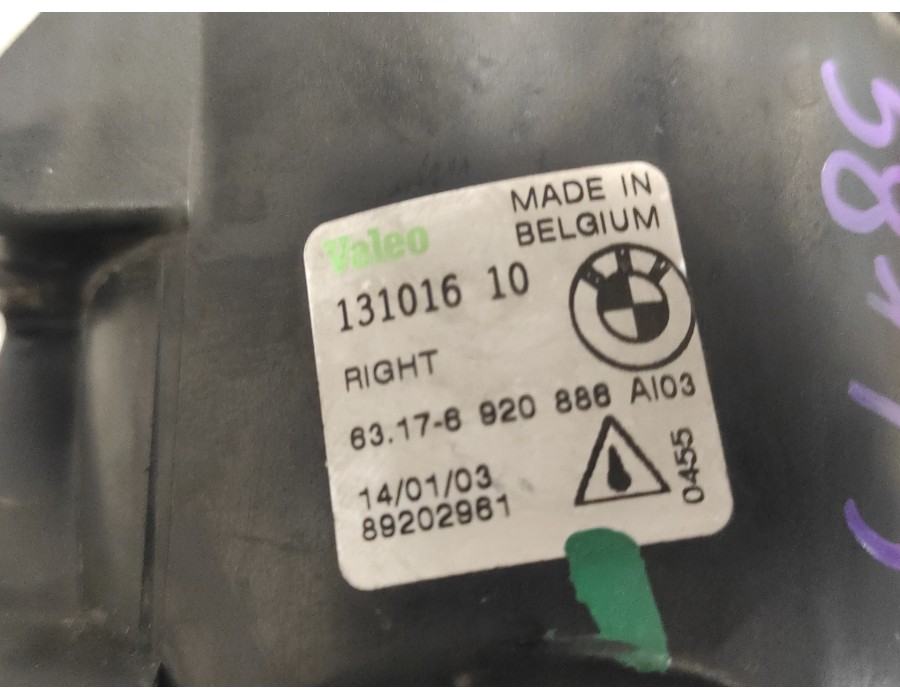 MADE IN
BELGIUM
Valeo
131016 10
RIGHT
63.17-6 920 886 AI03
14/01/03
89202961
0455